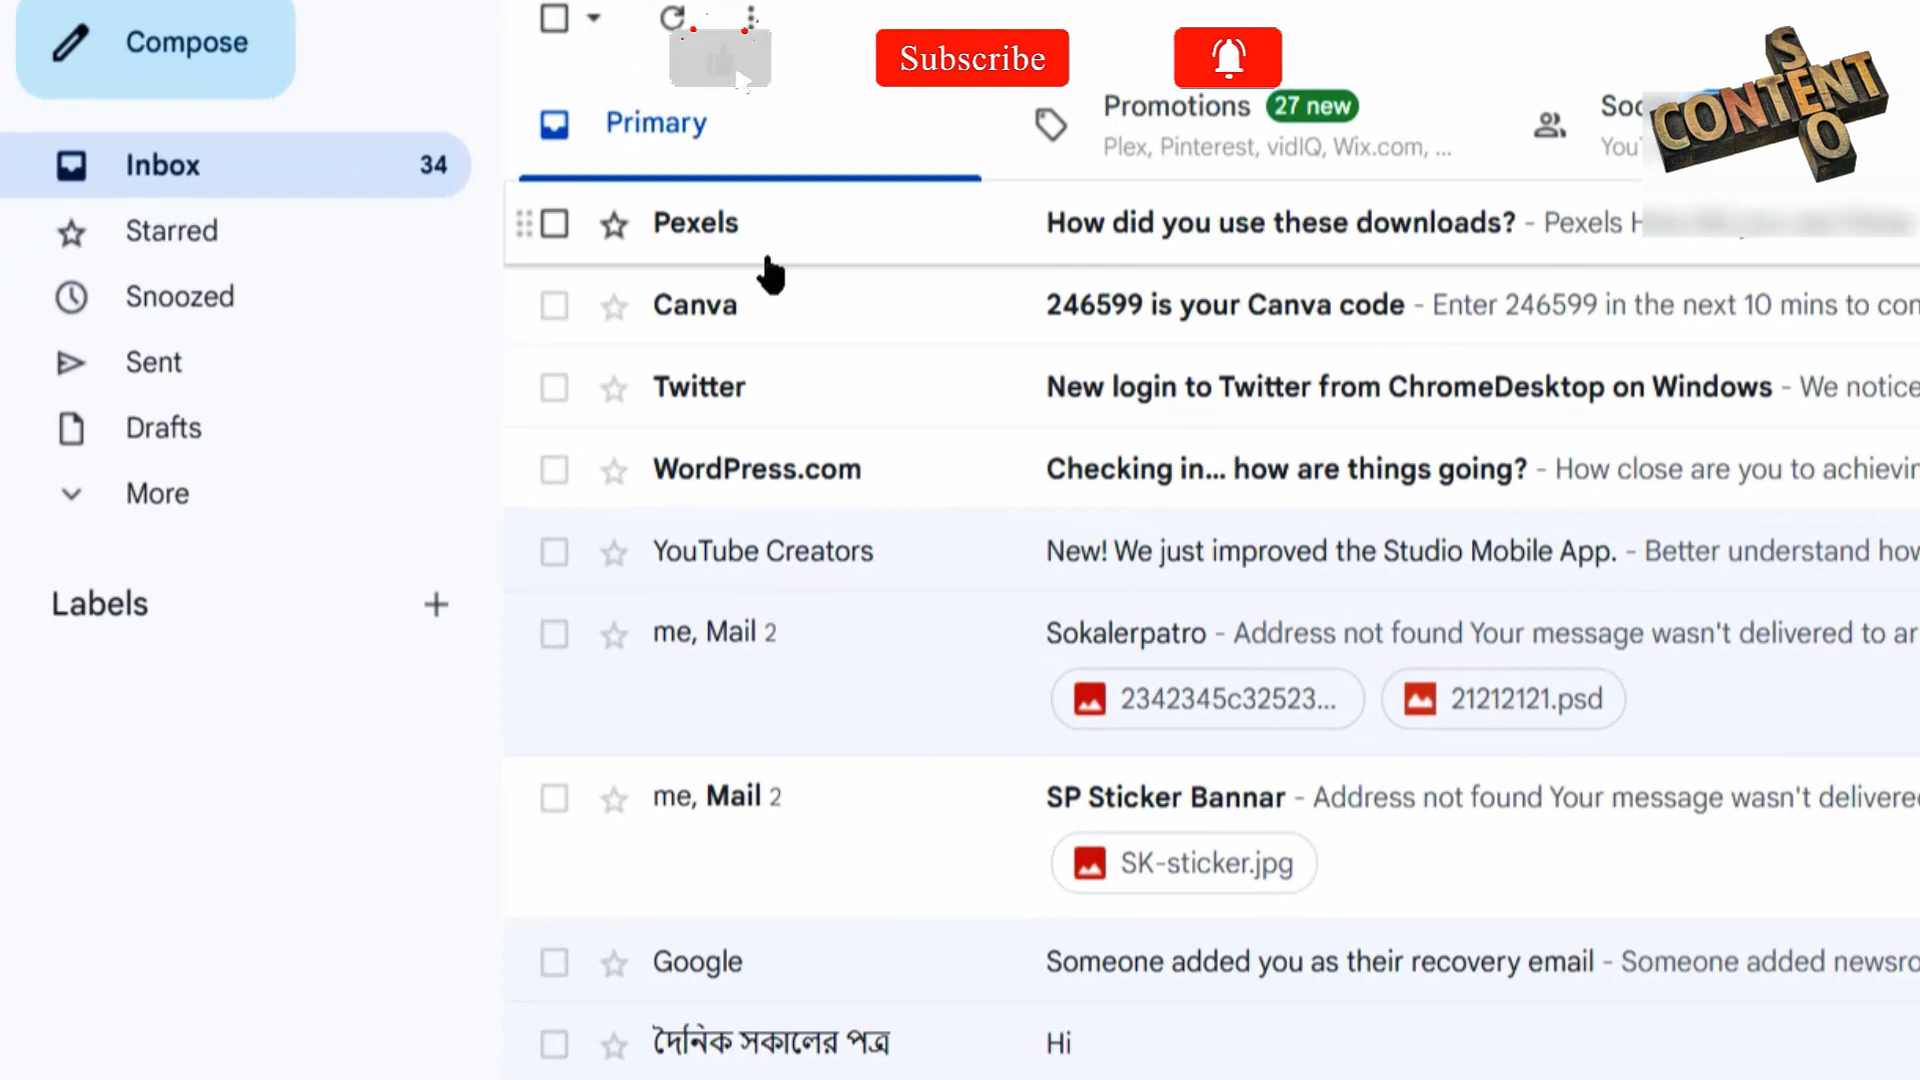 Compose
Subscribe
Primary
Promotions 27 new
Plex, Pinterest, vidIQ, Wix.com, ...
CONTENT
SEO
Inbox 34
Starred
Snoozed
Sent
Drafts
More
Labels
Pexels How did you use these downloads? - Pexels
Canva 246599 is your Canva code - Enter 246599 in the next 10 mins to con
Twitter New login to Twitter from ChromeDesktop on Windows - We notice
WordPress.com Checking in... how are things going? - How close are you to achievin
YouTube Creators New! We just improved the Studio Mobile App. - Better understand how
me, Mail 2 Sokalerpatro - Address not found Your message wasn't delivered to ar
2342345c32523... 21212121.psd
me, Mail 2 SP Sticker Bannar - Address not found Your message wasn't delivere
SK-sticker.jpg
Google Someone added you as their recovery email - Someone added newsro
দৈনিক সকালের পত্র Hi